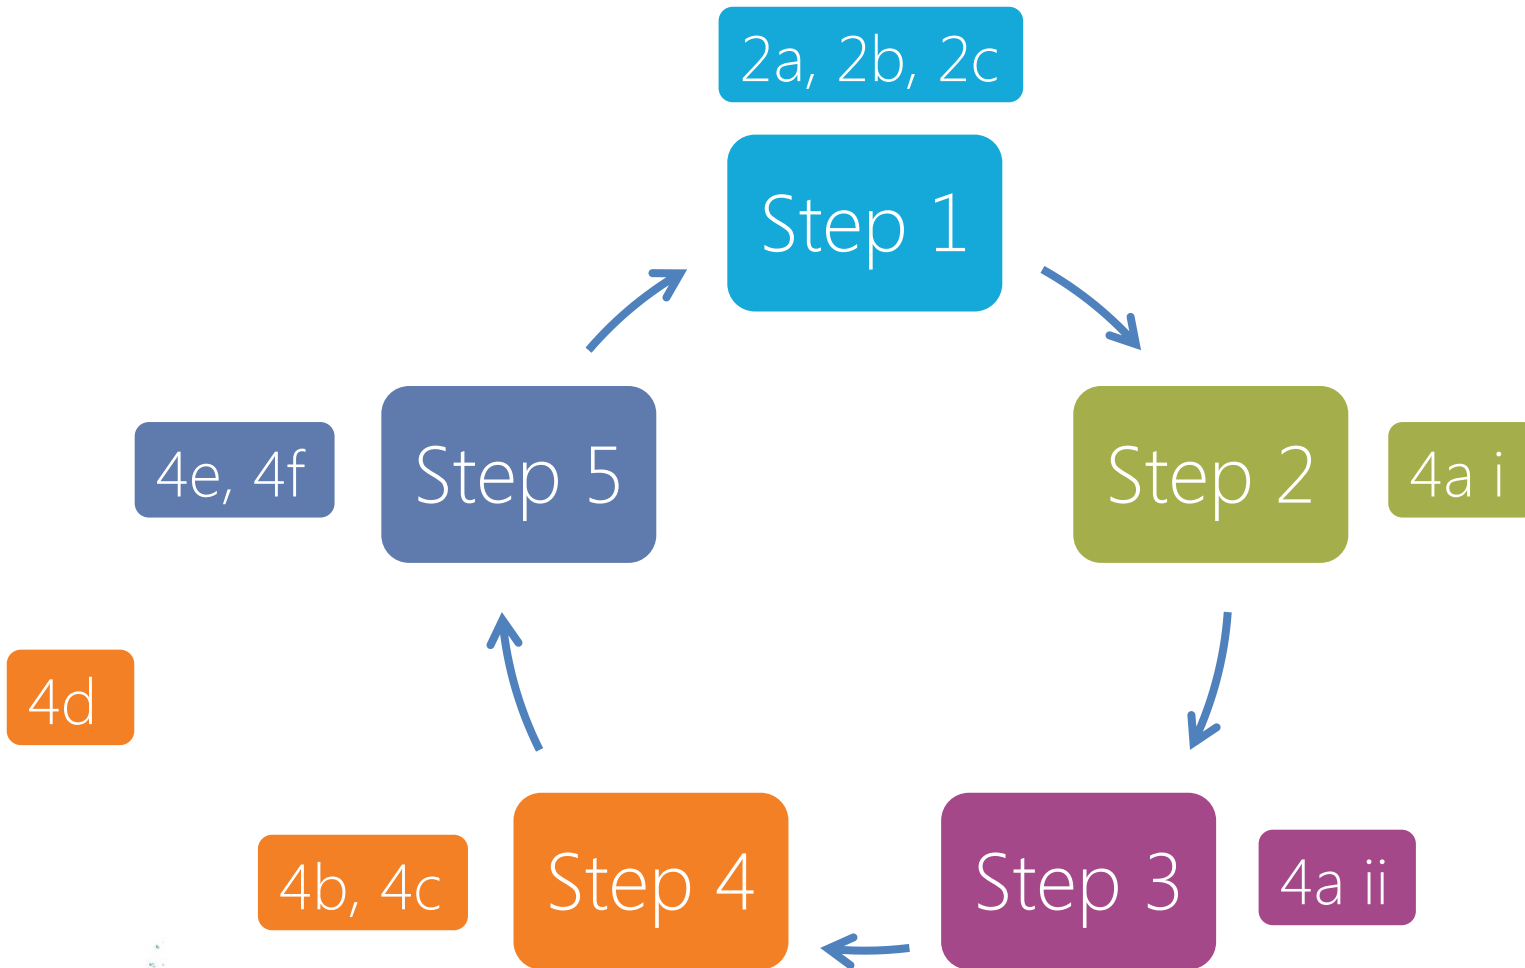 2a, 2b, 2c
Step 1
Step 2
4a i
Step 3
4a ii
Step 4
4b, 4c
4d
Step 5
4e, 4f